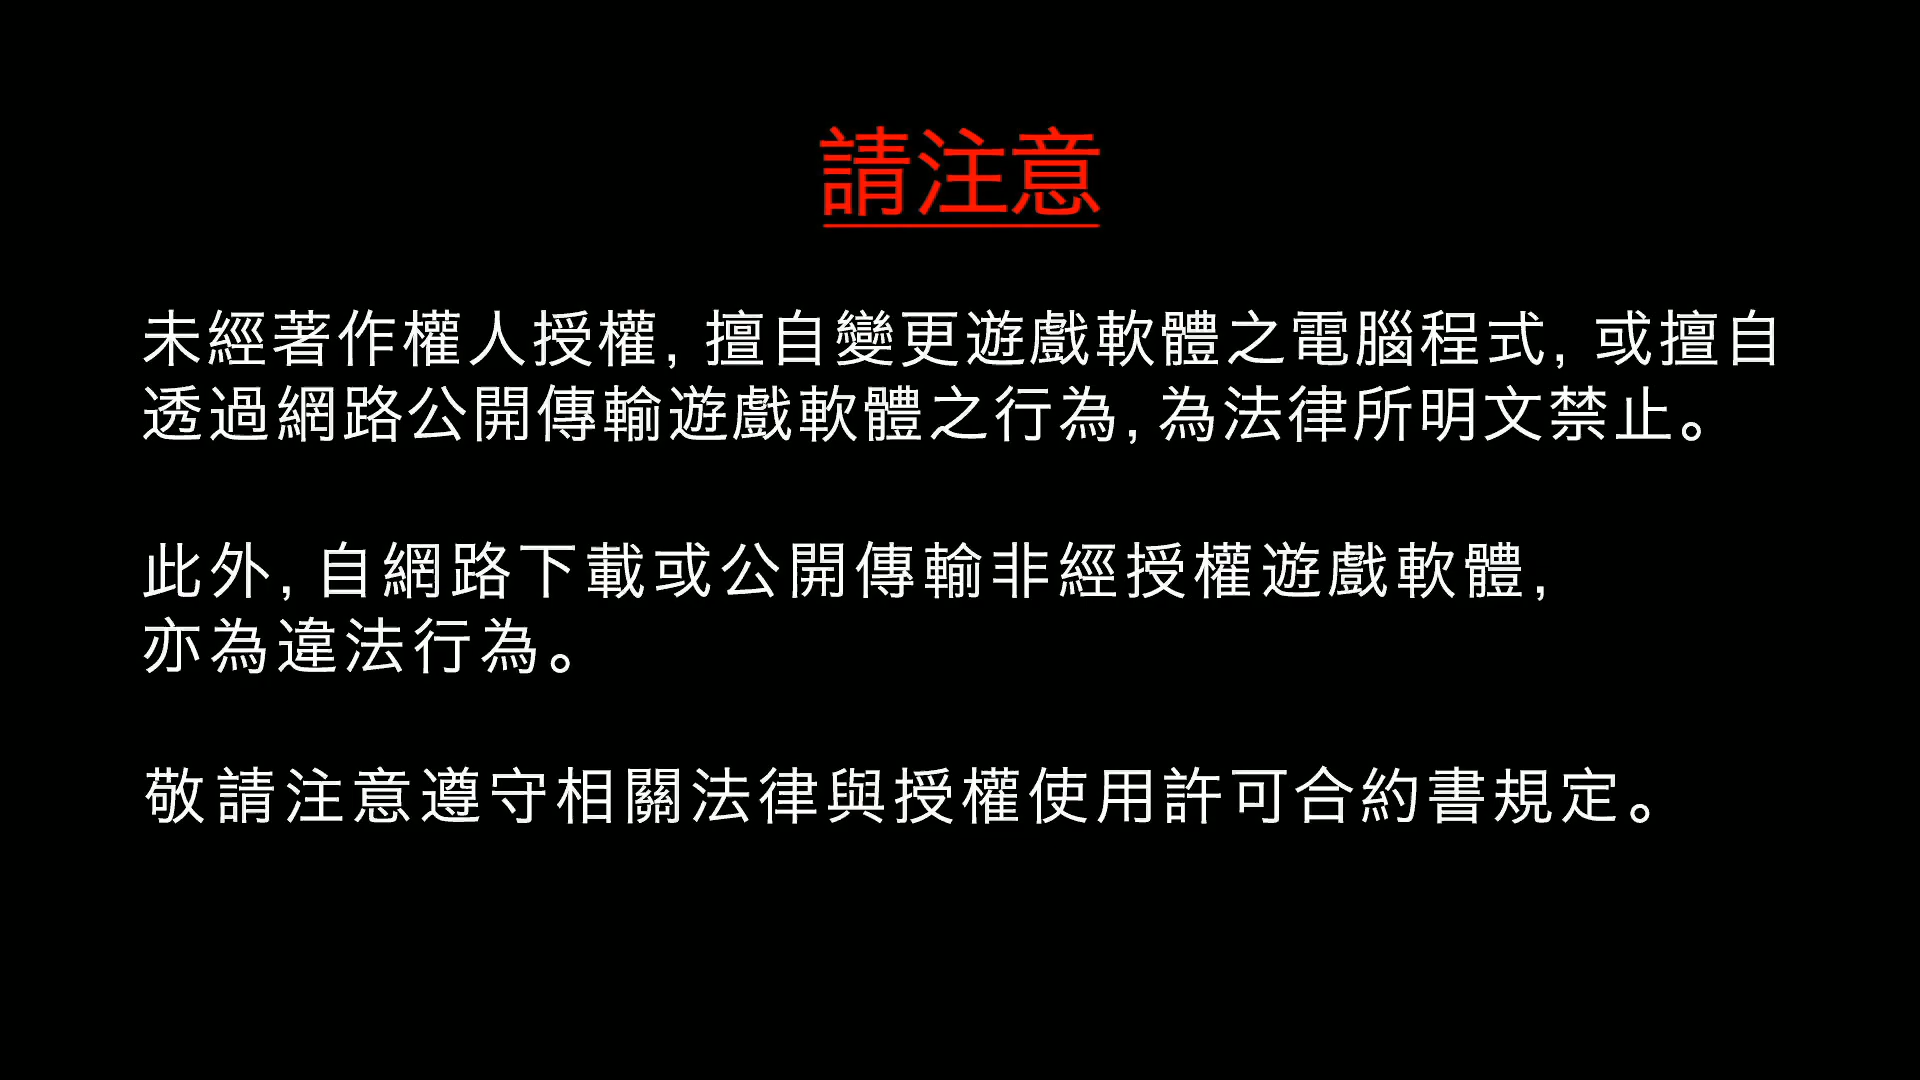 請注意
未經著作權人授權, 擅自變更遊戲軟體之電腦程式, 或擅自
透過網路公開傳輸遊戲軟體之行為, 為法律所明文禁止。
此外, 自網路下載或公開傳輸非經授權遊戲軟體,
亦為違法行為。
敬請注意遵守相關法律與授權使用許可合約書規定。